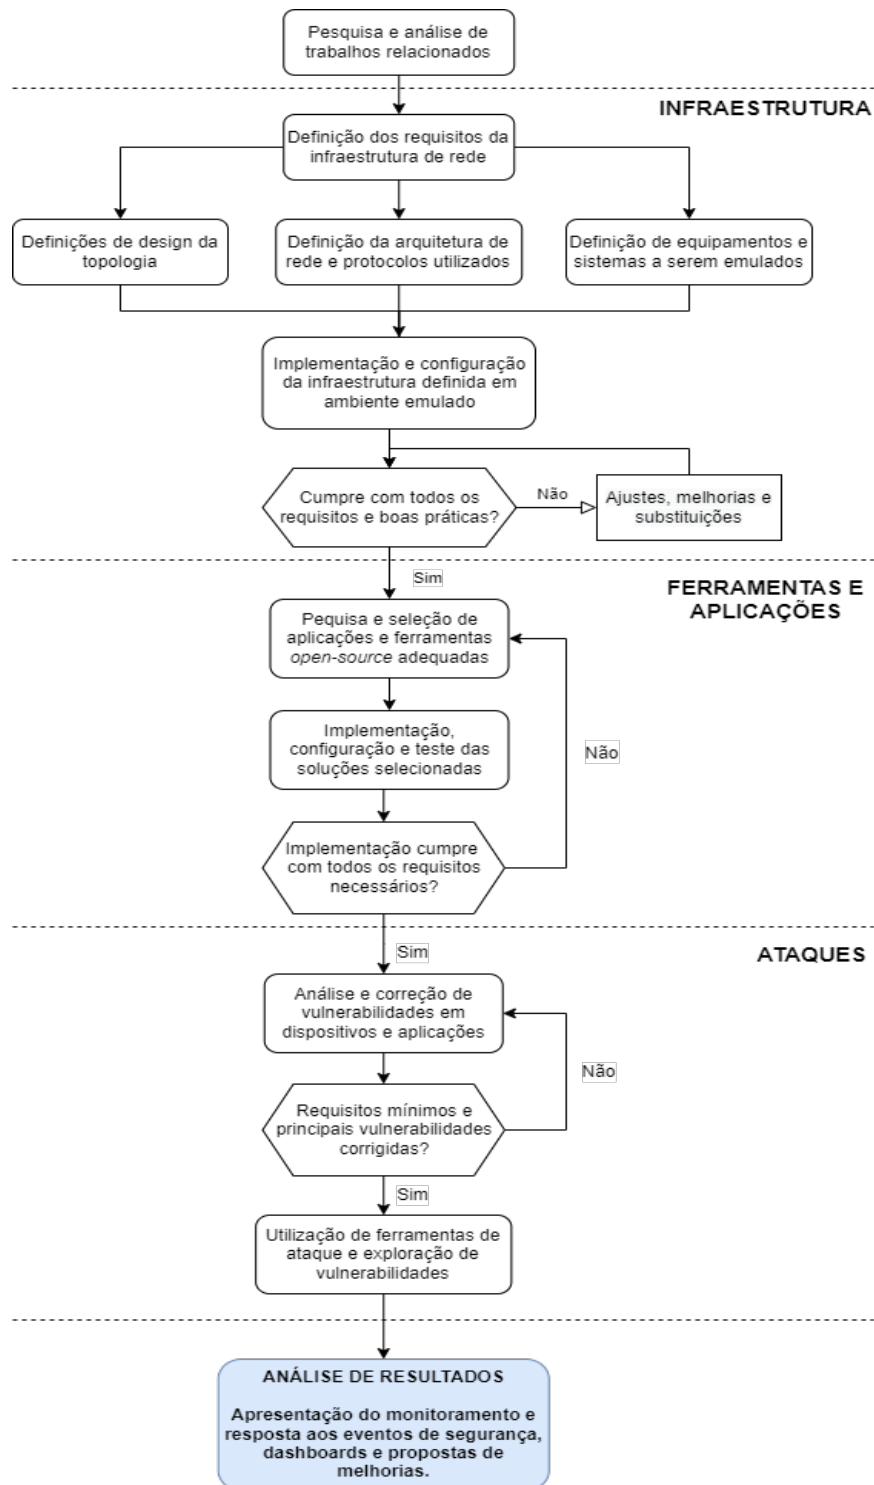 Pesquisa e análise de
trabalhos relacionados
INFRAESTRUTURA
Definição dos requisitos da
infraestrutura de rede
Definições de design da
topologia
Definição da arquitetura de
rede e protocolos utilizados
Definição de equipamentos e
sistemas a serem emulados
Implementação e configuração
da infraestrutura definida em
ambiente emulado
Cumpre com todos os
requisitos e boas práticas?
Não
Ajustes, melhorias e
substituições
Sim
FERRAMENTAS E
APLICAÇÕES
Pequisa e seleção de
aplicações e ferramentas
open-source adequadas
Implementação,
configuração e teste das
soluções selecionadas
Não
Implementação cumpre
com todos os requisitos
necessários?
Sim
ATAQUES
Análise e correção de
vulnerabilidades em
dispositivos e aplicações
Não
Requisitos mínimos e
principais vulnerabilidades
corrigidas?
Sim
Utilização de ferramentas de
ataque e exploração de
vulnerabilidades
ANÁLISE DE RESULTADOS
Apresentação do monitoramento e
resposta aos eventos de segurança,
dashboards e propostas de
melhorias.